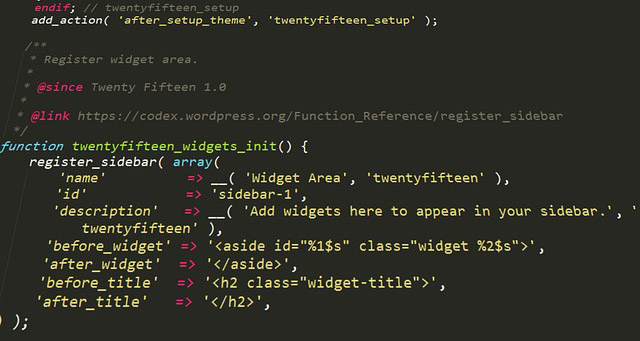 endif; // twentyfifteen_setup
add_action( 'after_setup_theme', 'twentyfifteen_setup' );
/**
* Register widget area.
*
* @since Twenty Fifteen 1.0
*
* @link https://codex.wordpress.org/Function_Reference/register_sidebar
*/
function twentyfifteen_widgets_init() {
register_sidebar( array(
'name' => __( 'Widget Area', 'twentyfifteen' ),
'id' => 'sidebar-1',
'description' => __( 'Add widgets here to appear in your sidebar.', '
twentyfifteen' ),
'before_widget' => '<aside id="%1$s" class="widget %2$s">',
'after_widget' => '</aside>',
'before_title' => '<h2 class="widget-title">',
'after_title' => '</h2>',
) );